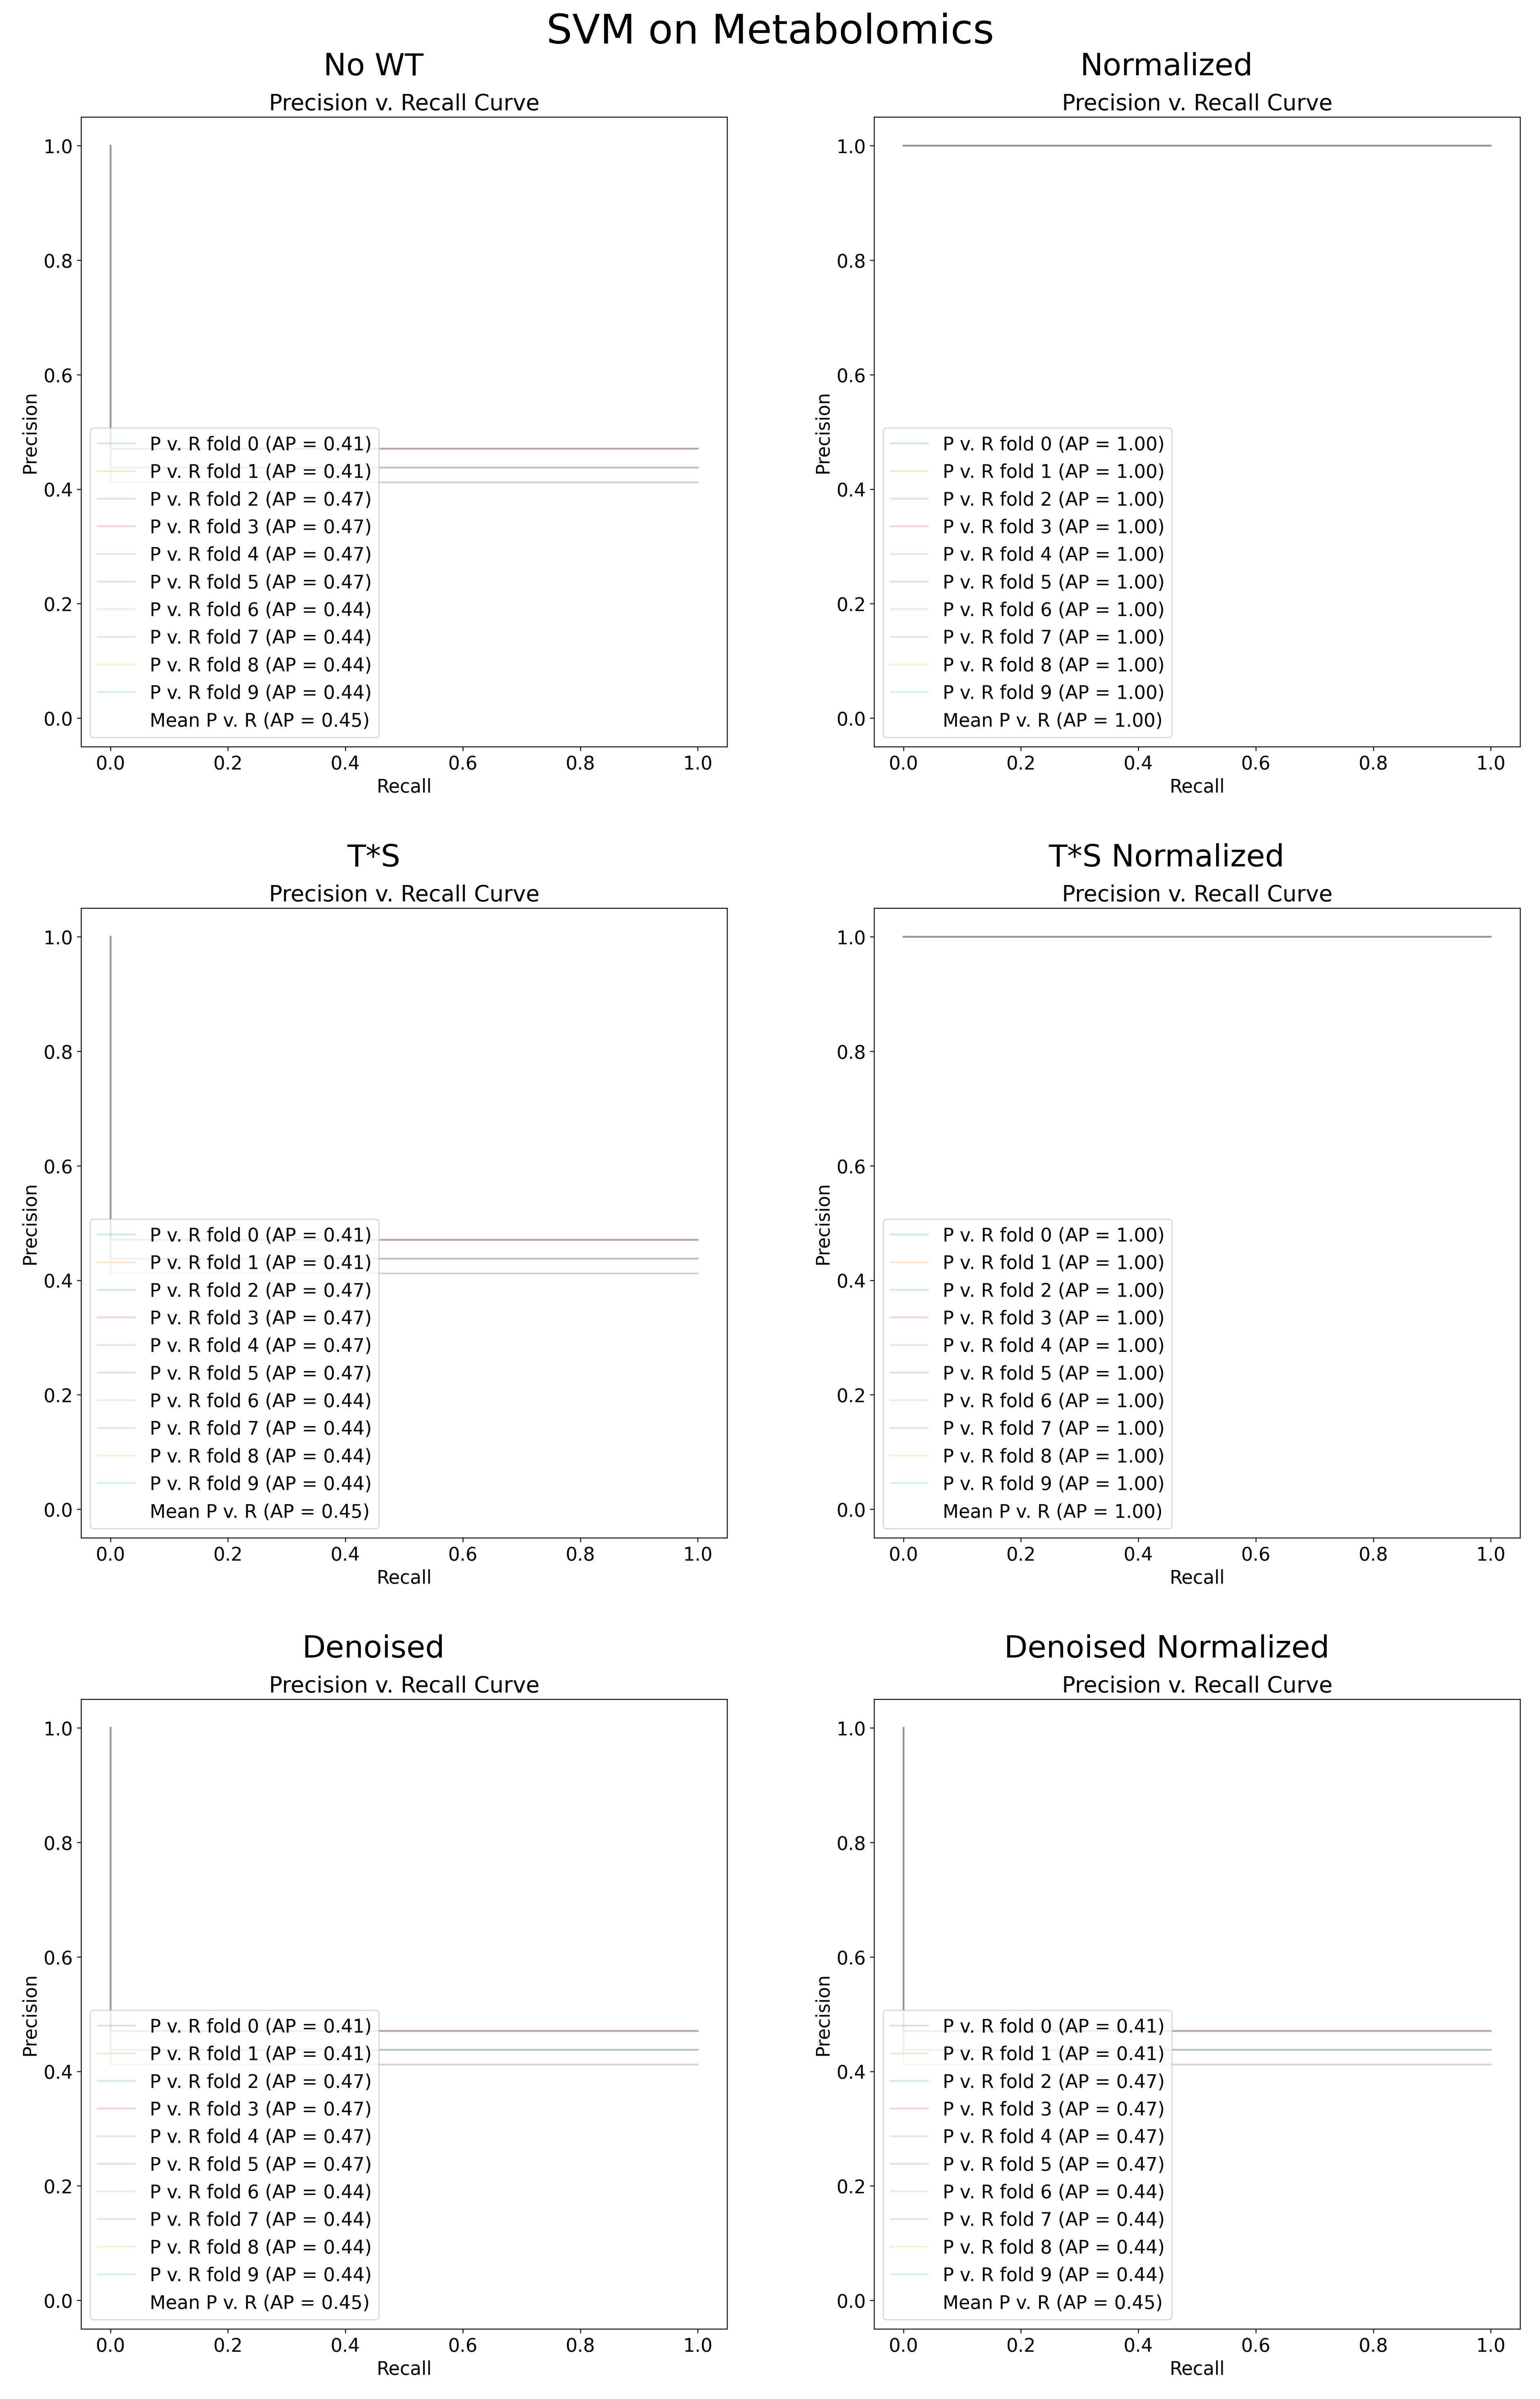 SVM on Metabolomics
No WT
Precision v. Recall Curve
1.0
0.8
0.6
0.4
0.2
0.0
Precision
P v. R fold 0 (AP = 0.41)
P v. R fold 1 (AP = 0.41)
P v. R fold 2 (AP = 0.47)
P v. R fold 3 (AP = 0.47)
P v. R fold 4 (AP = 0.47)
P v. R fold 5 (AP = 0.47)
P v. R fold 6 (AP = 0.44)
P v. R fold 7 (AP = 0.44)
P v. R fold 8 (AP = 0.44)
P v. R fold 9 (AP = 0.44)
Mean P v. R (AP = 0.45)
0.0 0.2 0.4 0.6 0.8 1.0
Recall
Normalized
Precision v. Recall Curve
1.0
0.8
0.6
0.4
0.2
0.0
Precision
P v. R fold 0 (AP = 1.00)
P v. R fold 1 (AP = 1.00)
P v. R fold 2 (AP = 1.00)
P v. R fold 3 (AP = 1.00)
P v. R fold 4 (AP = 1.00)
P v. R fold 5 (AP = 1.00)
P v. R fold 6 (AP = 1.00)
P v. R fold 7 (AP = 1.00)
P v. R fold 8 (AP = 1.00)
P v. R fold 9 (AP = 1.00)
Mean P v. R (AP = 1.00)
0.0 0.2 0.4 0.6 0.8 1.0
Recall
T*S
Precision v. Recall Curve
1.0
0.8
0.6
0.4
0.2
0.0
Precision
P v. R fold 0 (AP = 0.41)
P v. R fold 1 (AP = 0.41)
P v. R fold 2 (AP = 0.47)
P v. R fold 3 (AP = 0.47)
P v. R fold 4 (AP = 0.47)
P v. R fold 5 (AP = 0.47)
P v. R fold 6 (AP = 0.44)
P v. R fold 7 (AP = 0.44)
P v. R fold 8 (AP = 0.44)
P v. R fold 9 (AP = 0.44)
Mean P v. R (AP = 0.45)
0.0 0.2 0.4 0.6 0.8 1.0
Recall
T*S Normalized
Precision v. Recall Curve
1.0
0.8
0.6
0.4
0.2
0.0
Precision
P v. R fold 0 (AP = 1.00)
P v. R fold 1 (AP = 1.00)
P v. R fold 2 (AP = 1.00)
P v. R fold 3 (AP = 1.00)
P v. R fold 4 (AP = 1.00)
P v. R fold 5 (AP = 1.00)
P v. R fold 6 (AP = 1.00)
P v. R fold 7 (AP = 1.00)
P v. R fold 8 (AP = 1.00)
P v. R fold 9 (AP = 1.00)
Mean P v. R (AP = 1.00)
0.0 0.2 0.4 0.6 0.8 1.0
Recall
Denoised
Precision v. Recall Curve
1.0
0.8
0.6
0.4
0.2
0.0
Precision
P v. R fold 0 (AP = 0.41)
P v. R fold 1 (AP = 0.41)
P v. R fold 2 (AP = 0.47)
P v. R fold 3 (AP = 0.47)
P v. R fold 4 (AP = 0.47)
P v. R fold 5 (AP = 0.47)
P v. R fold 6 (AP = 0.44)
P v. R fold 7 (AP = 0.44)
P v. R fold 8 (AP = 0.44)
P v. R fold 9 (AP = 0.44)
Mean P v. R (AP = 0.45)
0.0 0.2 0.4 0.6 0.8 1.0
Recall
Denoised Normalized
Precision v. Recall Curve
1.0
0.8
0.6
0.4
0.2
0.0
Precision
P v. R fold 0 (AP = 0.41)
P v. R fold 1 (AP = 0.41)
P v. R fold 2 (AP = 0.47)
P v. R fold 3 (AP = 0.47)
P v. R fold 4 (AP = 0.47)
P v. R fold 5 (AP = 0.47)
P v. R fold 6 (AP = 0.44)
P v. R fold 7 (AP = 0.44)
P v. R fold 8 (AP = 0.44)
P v. R fold 9 (AP = 0.44)
Mean P v. R (AP = 0.45)
0.0 0.2 0.4 0.6 0.8 1.0
Recall